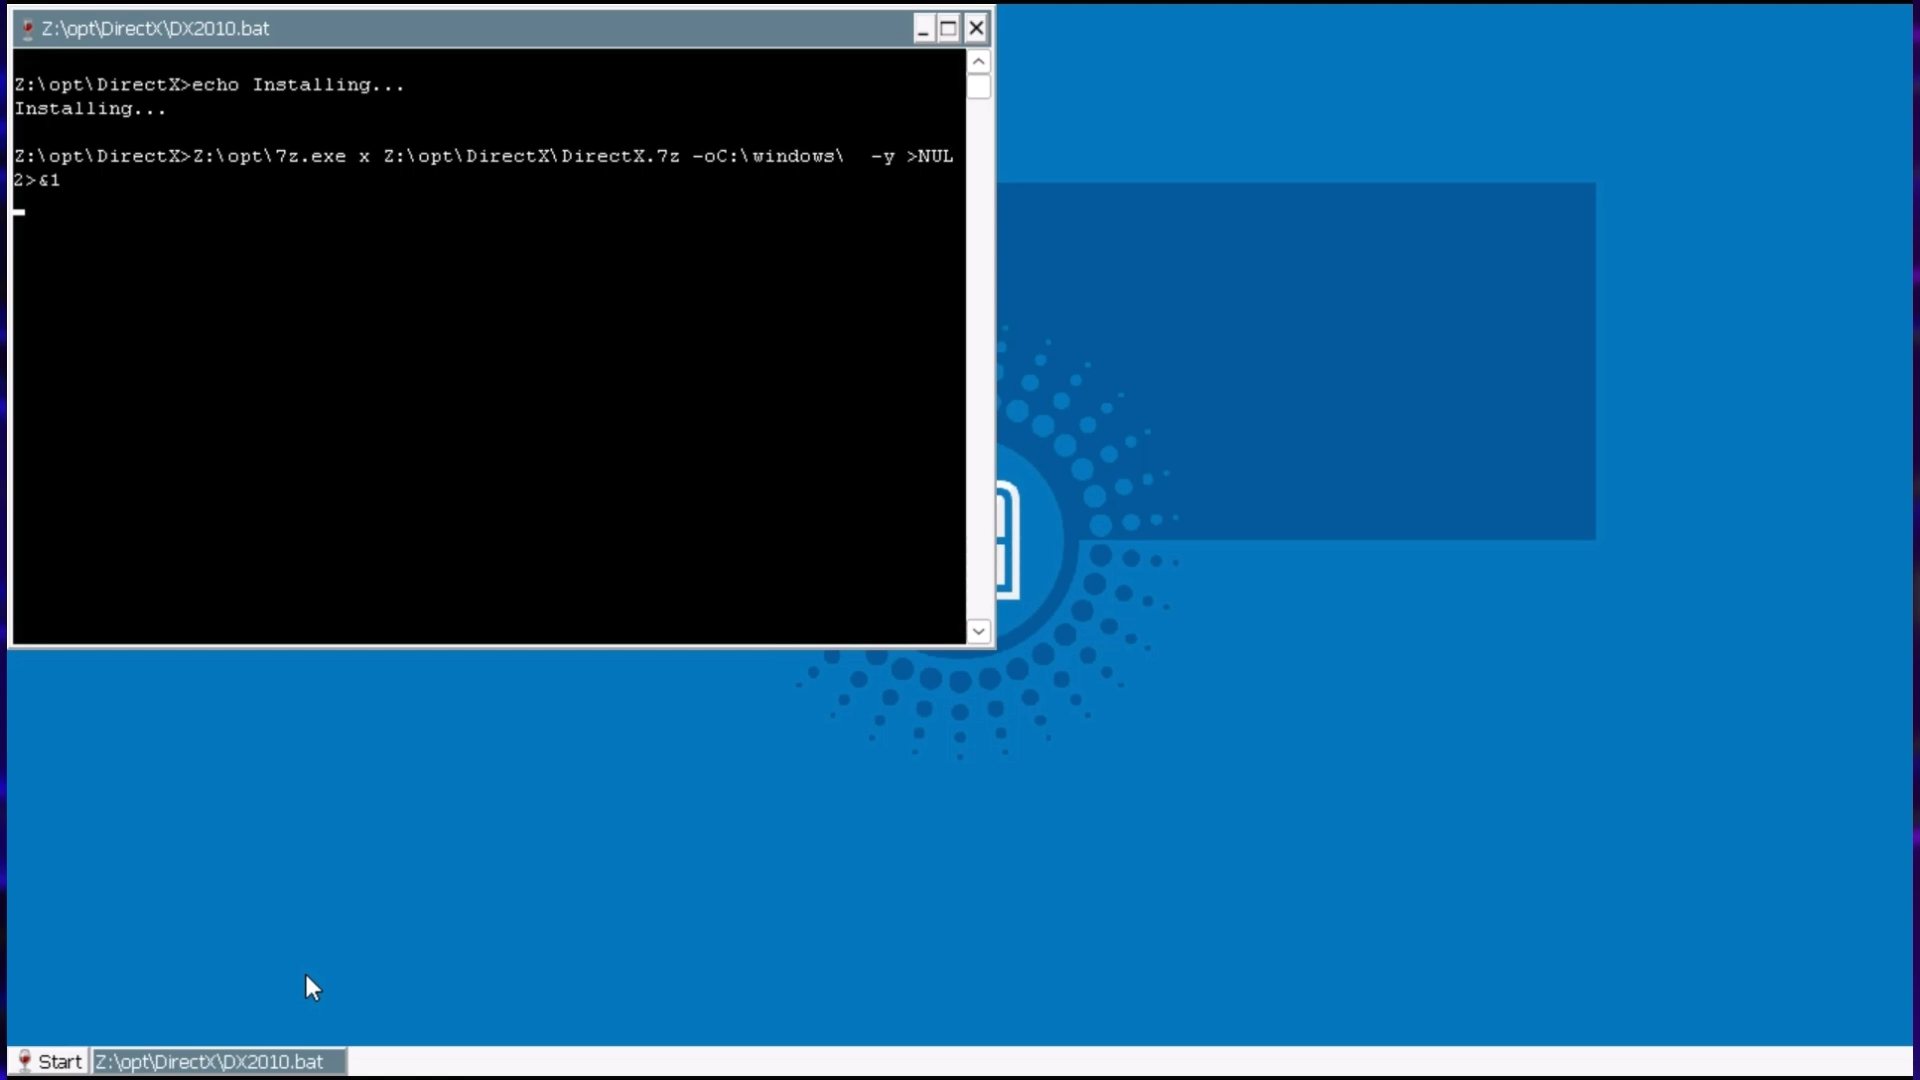 Z:\opt\DirectX\DX2010.bat
Z:\opt\DirectX>echo Installing...
Installing...
Z:\opt\DirectX>Z:\opt\7z.exe x Z:\opt\DirectX\DirectX.7z -oC:\windows\  -y >NUL
2>&1
Start
Z:\opt\DirectX\DX2010.bat